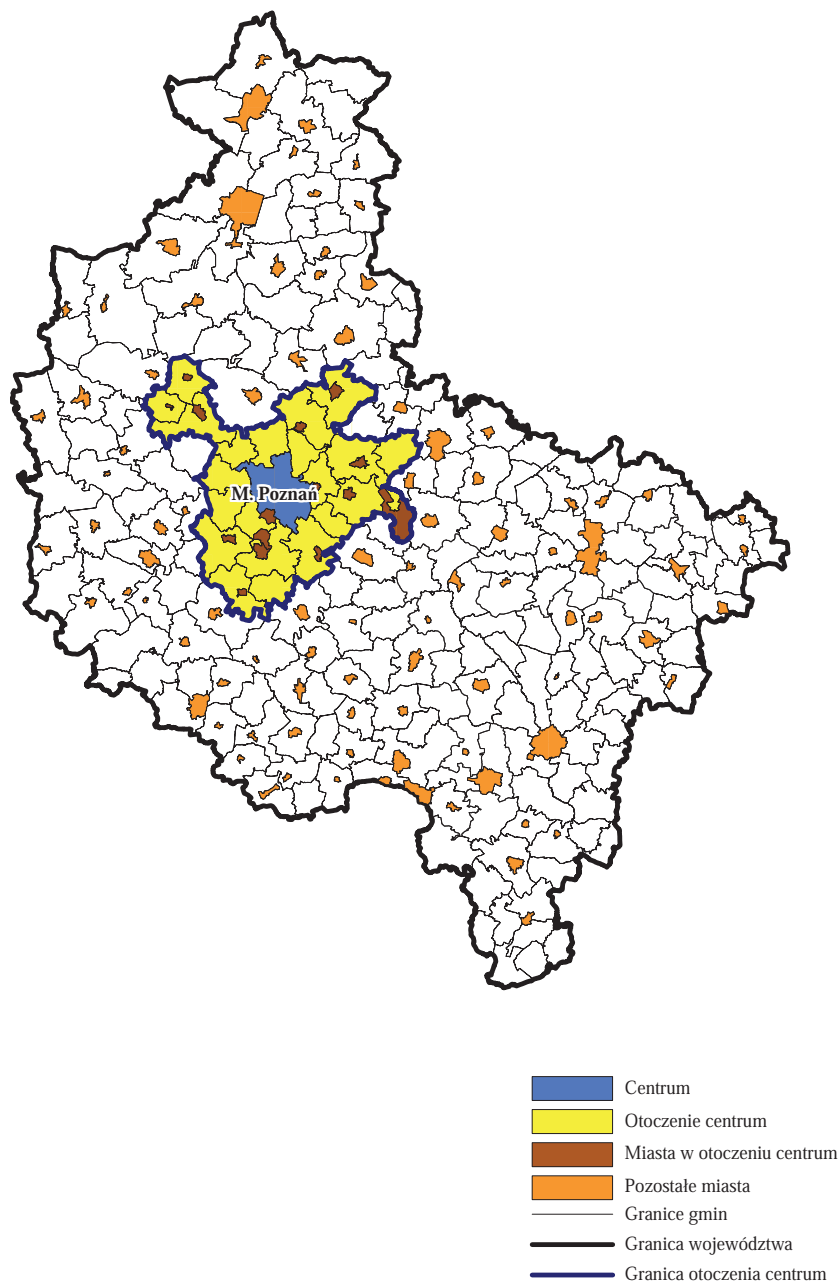 M. Poznań
Centrum
Otoczenie centrum
Miasta w otoczeniu centrum
Pozostałe miasta
Granice gmin
Granica województwa
Granica otoczenia centrum